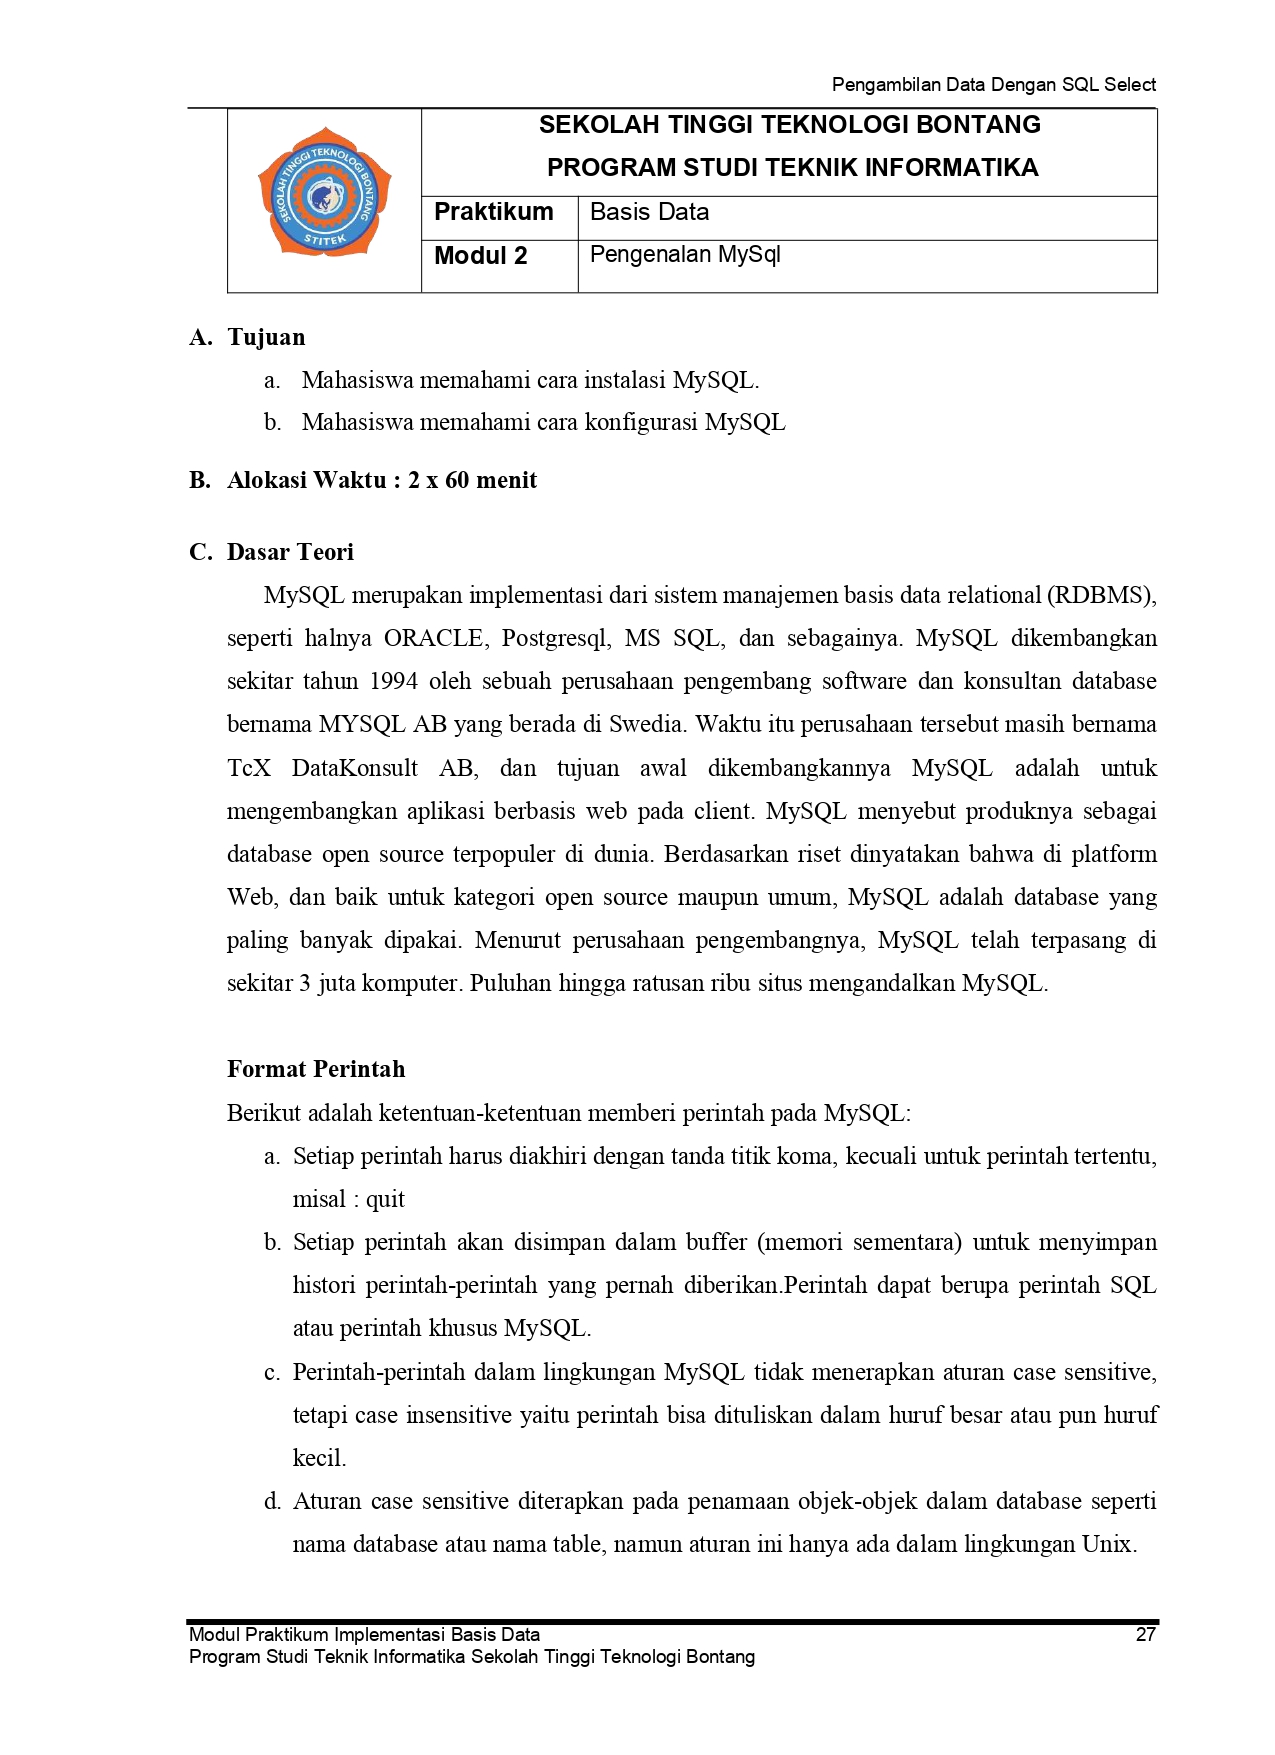 Pengambilan Data Dengan SQL Select
SEKOLAH TINGGI TEKNOLOGI BONTANG
STITEK
SEKOLAH TINGGI TEKNOLOGI BONTANG
PROGRAM STUDI TEKNIK INFORMATIKA
Praktikum Basis Data
Modul 2 Pengenalan MySql
A. Tujuan
a. Mahasiswa memahami cara instalasi MySQL.
b. Mahasiswa memahami cara konfigurasi MySQL
B. Alokasi Waktu : 2 x 60 menit
C. Dasar Teori
MySQL merupakan implementasi dari sistem manajemen basis data relational (RDBMS),
seperti halnya ORACLE, Postgresql, MS SQL, dan sebagainya. MySQL dikembangkan
sekitar tahun 1994 oleh sebuah perusahaan pengembang software dan konsultan database
bernama MYSQL AB yang berada di Swedia. Waktu itu perusahaan tersebut masih bernama
TcX DataKonsult AB, dan tujuan awal dikembangkannya MySQL adalah untuk
mengembangkan aplikasi berbasis web pada client. MySQL menyebut produknya sebagai
database open source terpopuler di dunia. Berdasarkan riset dinyatakan bahwa di platform
Web, dan baik untuk kategori open source maupun umum, MySQL adalah database yang
paling banyak dipakai. Menurut perusahaan pengembangnya, MySQL telah terpasang di
sekitar 3 juta komputer. Puluhan hingga ratusan ribu situs mengandalkan MySQL.
Format Perintah
Berikut adalah ketentuan-ketentuan memberi perintah pada MySQL:
a. Setiap perintah harus diakhiri dengan tanda titik koma, kecuali untuk perintah tertentu,
misal : quit
b. Setiap perintah akan disimpan dalam buffer (memori sementara) untuk menyimpan
histori perintah-perintah yang pernah diberikan.Perintah dapat berupa perintah SQL
atau perintah khusus MySQL.
c. Perintah-perintah dalam lingkungan MySQL tidak menerapkan aturan case sensitive,
tetapi case insensitive yaitu perintah bisa dituliskan dalam huruf besar atau pun huruf
kecil.
d. Aturan case sensitive diterapkan pada penamaan objek-objek dalam database seperti
nama database atau nama table, namun aturan ini hanya ada dalam lingkungan Unix.
Modul Praktikum Implementasi Basis Data 27
Program Studi Teknik Informatika Sekolah Tinggi Teknologi Bontang